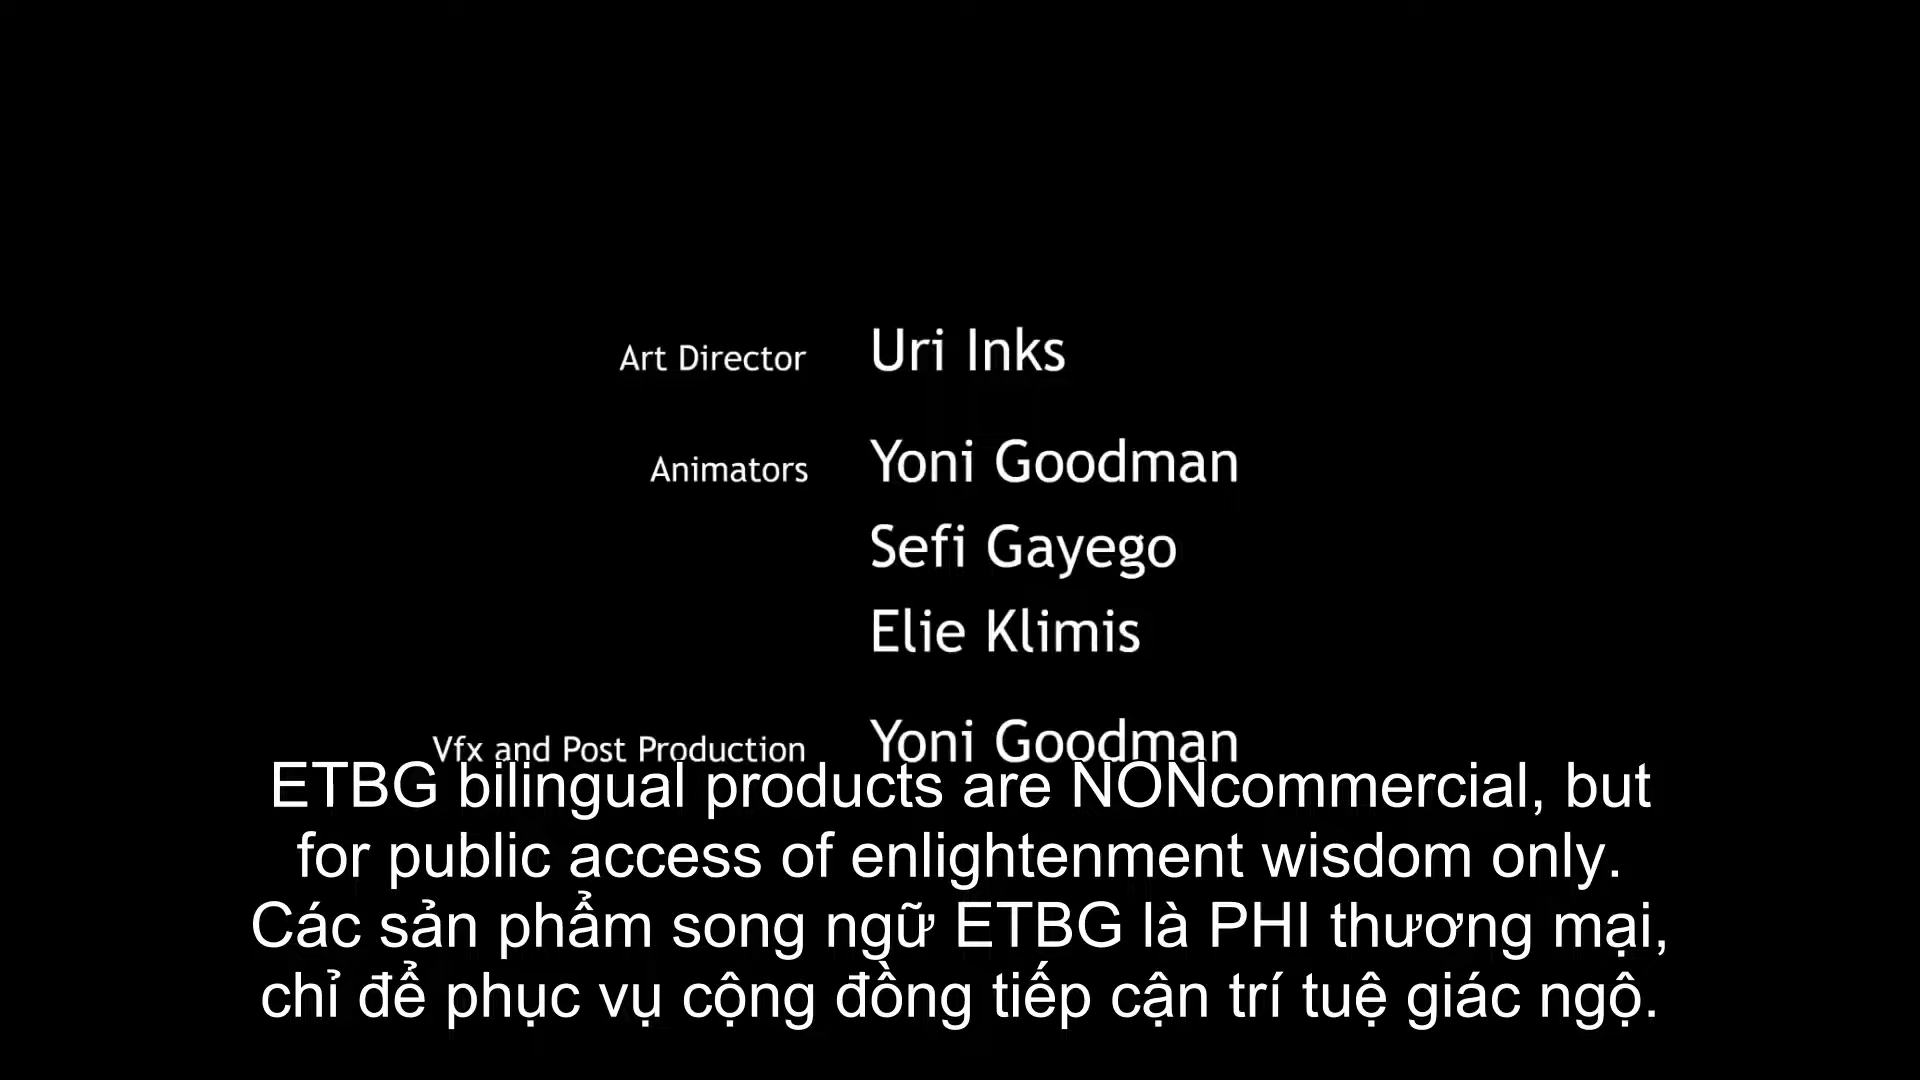 Art Director Uri Inks
Animators Yoni Goodman
Sefi Gayego
Elie Klimis
Vfx and Post Production Yoni Goodman
ETBG bilingual products are NONcommercial, but
for public access of enlightenment wisdom only.
Các sản phẩm song ngữ ETBG là PHI thương mại,
chỉ để phục vụ cộng đồng tiếp cận trí tuệ giác ngộ.